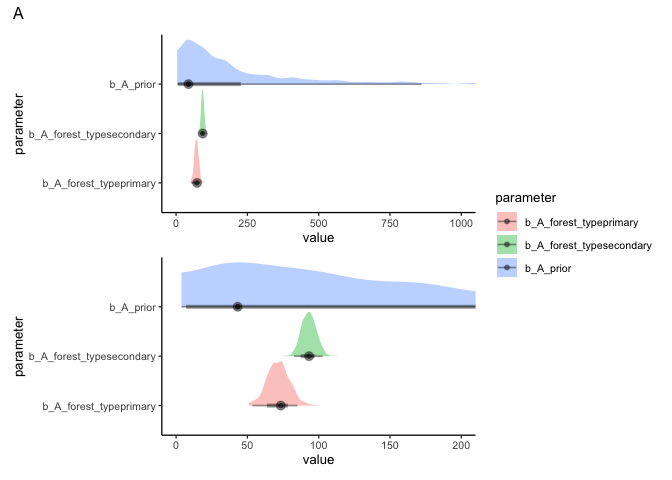 A
parameter
b_A_prior
b_A_forest_typesecondary
b_A_forest_typeprimary
0 250 500 750 1000
value
parameter
b_A_forest_typeprimary
b_A_forest_typesecondary
b_A_prior
parameter
b_A_prior
b_A_forest_typesecondary
b_A_forest_typeprimary
0 50 100 150 200
value